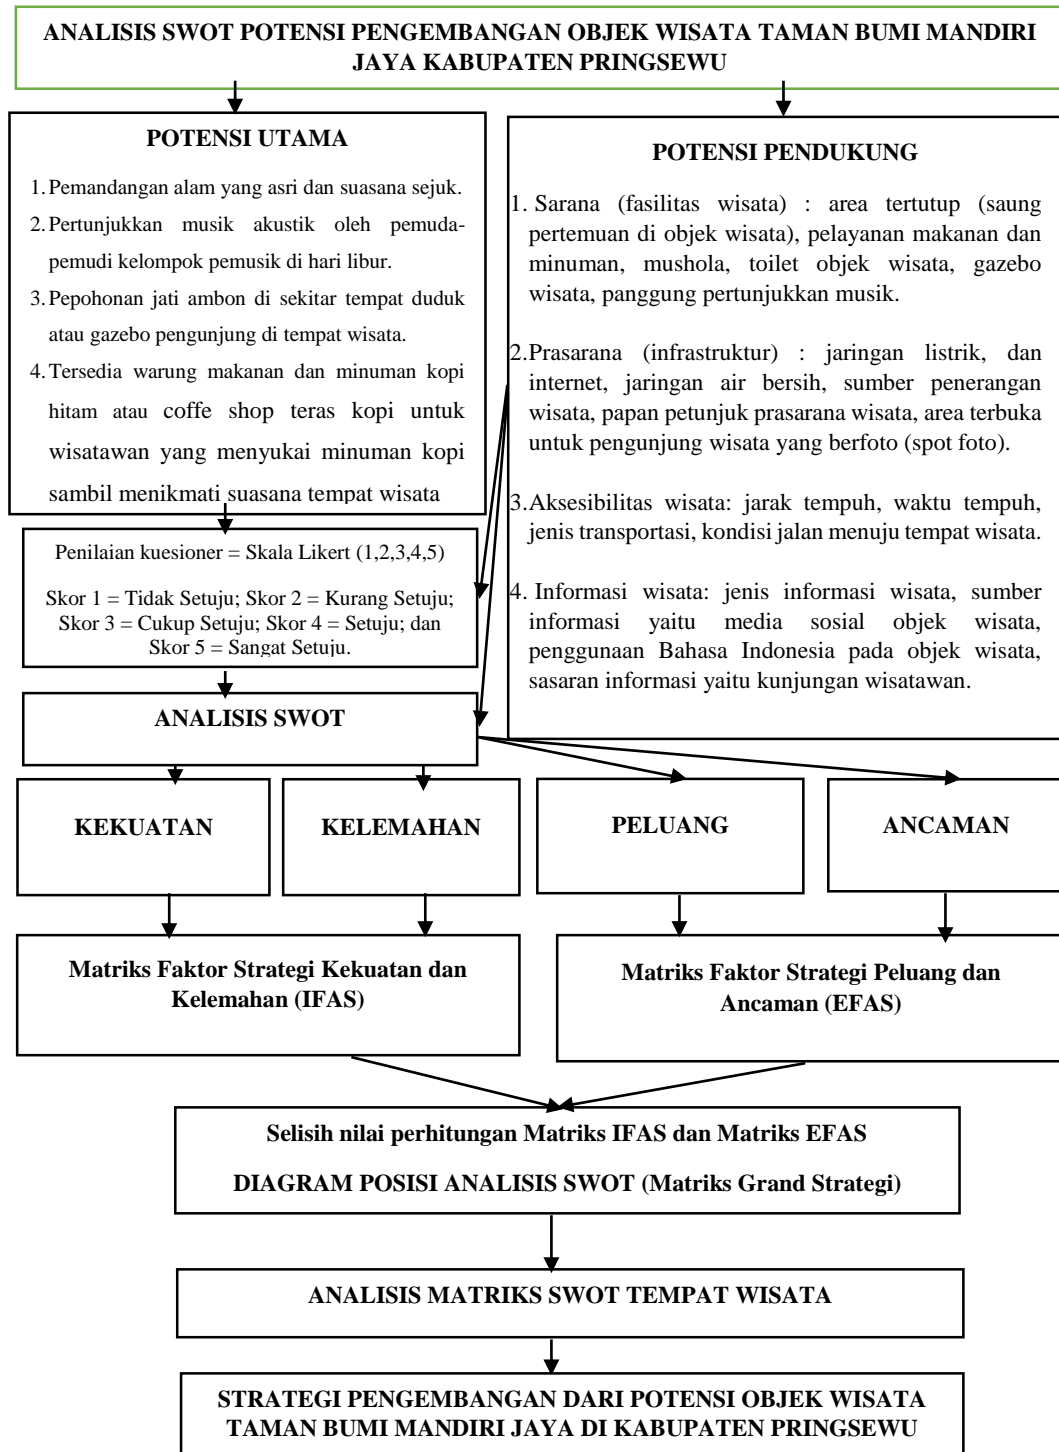 ANALISIS SWOT POTENSI PENGEMBANGAN OBJEK WISATA TAMAN BUMI MANDIRI
JAYA KABUPATEN PRINGSEWU
POTENSI UTAMA
1. Pemandangan alam yang asri dan suasana sejuk.
2. Pertunjukkan musik akustik oleh pemuda-
pemudi kelompok pemusik di hari libur.
3. Pepohonan jati ambon di sekitar tempat duduk
atau gazebo pengunjung di tempat wisata.
4. Tersedia warung makanan dan minuman kopi
hitam atau coffe shop teras kopi untuk
wisatawan yang menyukai minuman kopi
sambil menikmati suasana tempat wisata
POTENSI PENDUKUNG
1. Sarana (fasilitas wisata) : area tertutup (saung
pertemuan di objek wisata), pelayanan makanan dan
minuman, mushola, toilet objek wisata, gazebo
wisata, panggung pertunjukkan musik.
2.Prasarana (infrastruktur) : jaringan listrik, dan
internet, jaringan air bersih, sumber penerangan
wisata, papan petunjuk prasarana wisata, area terbuka
untuk pengunjung wisata yang berfoto (spot foto).
3.Aksesibilitas wisata: jarak tempuh, waktu tempuh,
jenis transportasi, kondisi jalan menuju tempat wisata.
4. Informasi wisata: jenis informasi wisata, sumber
informasi yaitu media sosial objek wisata,
penggunaan Bahasa Indonesia pada objek wisata,
sasaran informasi yaitu kunjungan wisatawan.
Penilaian kuesioner = Skala Likert (1,2,3,4,5)
Skor 1 = Tidak Setuju; Skor 2 = Kurang Setuju;
Skor 3 = Cukup Setuju; Skor 4 = Setuju; dan
Skor 5 = Sangat Setuju.
ANALISIS SWOT
KEKUATAN
KELEMAHAN
PELUANG
ANCAMAN
Matriks Faktor Strategi Kekuatan dan
Kelemahan (IFAS)
Matriks Faktor Strategi Peluang dan
Ancaman (EFAS)
Selisih nilai perhitungan Matriks IFAS dan Matriks EFAS
DIAGRAM POSISI ANALISIS SWOT (Matriks Grand Strategi)
ANALISIS MATRIKS SWOT TEMPAT WISATA
STRATEGI PENGEMBANGAN DARI POTENSI OBJEK WISATA
TAMAN BUMI MANDIRI JAYA DI KABUPATEN PRINGSEWU